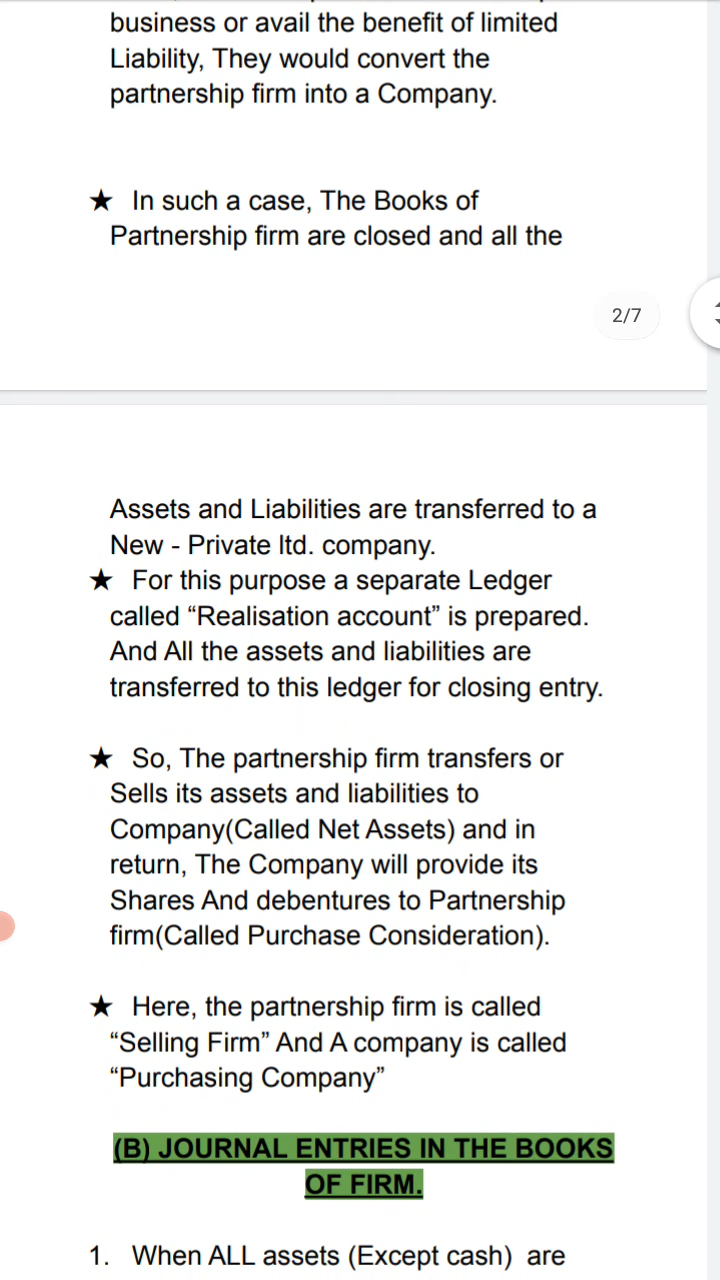 business or avail the benefit of limited
Liability, They would convert the
partnership firm into a Company.
★ In such a case, The Books of
Partnership firm are closed and all the
2/7
Assets and Liabilities are transferred to a
New - Private ltd. company.
★ For this purpose a separate Ledger
called “Realisation account” is prepared.
And All the assets and liabilities are
transferred to this ledger for closing entry.
★ So, The partnership firm transfers or
Sells its assets and liabilities to
Company(Called Net Assets) and in
return, The Company will provide its
Shares And debentures to Partnership
firm(Called Purchase Consideration).
★ Here, the partnership firm is called
“Selling Firm” And A company is called
“Purchasing Company”
(B) JOURNAL ENTRIES IN THE BOOKS
OF FIRM.
1. When ALL assets (Except cash) are